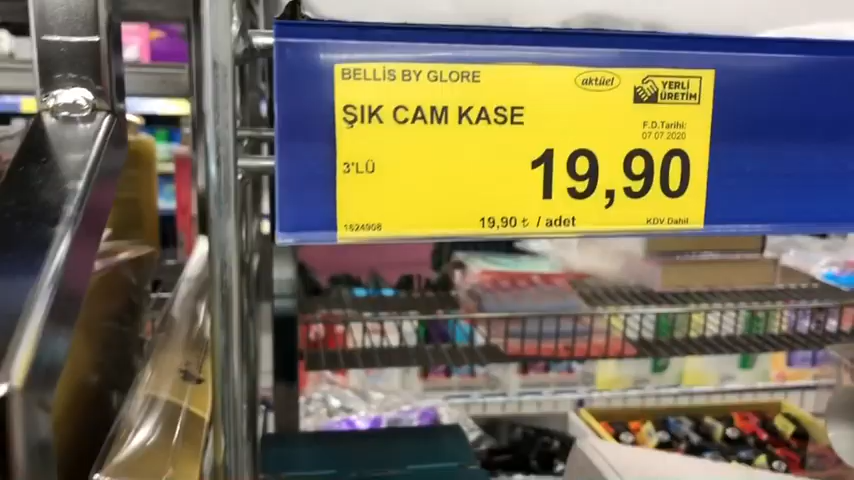 BELLİS BY GLORE
aktüel
YERLİ
ÜRETİM
ŞIK CAM KASE
F.D.Tarihi:
07.07.2020
3'LÜ
19,90
1624908
19,90 ₺ / adet
KDV Dahil